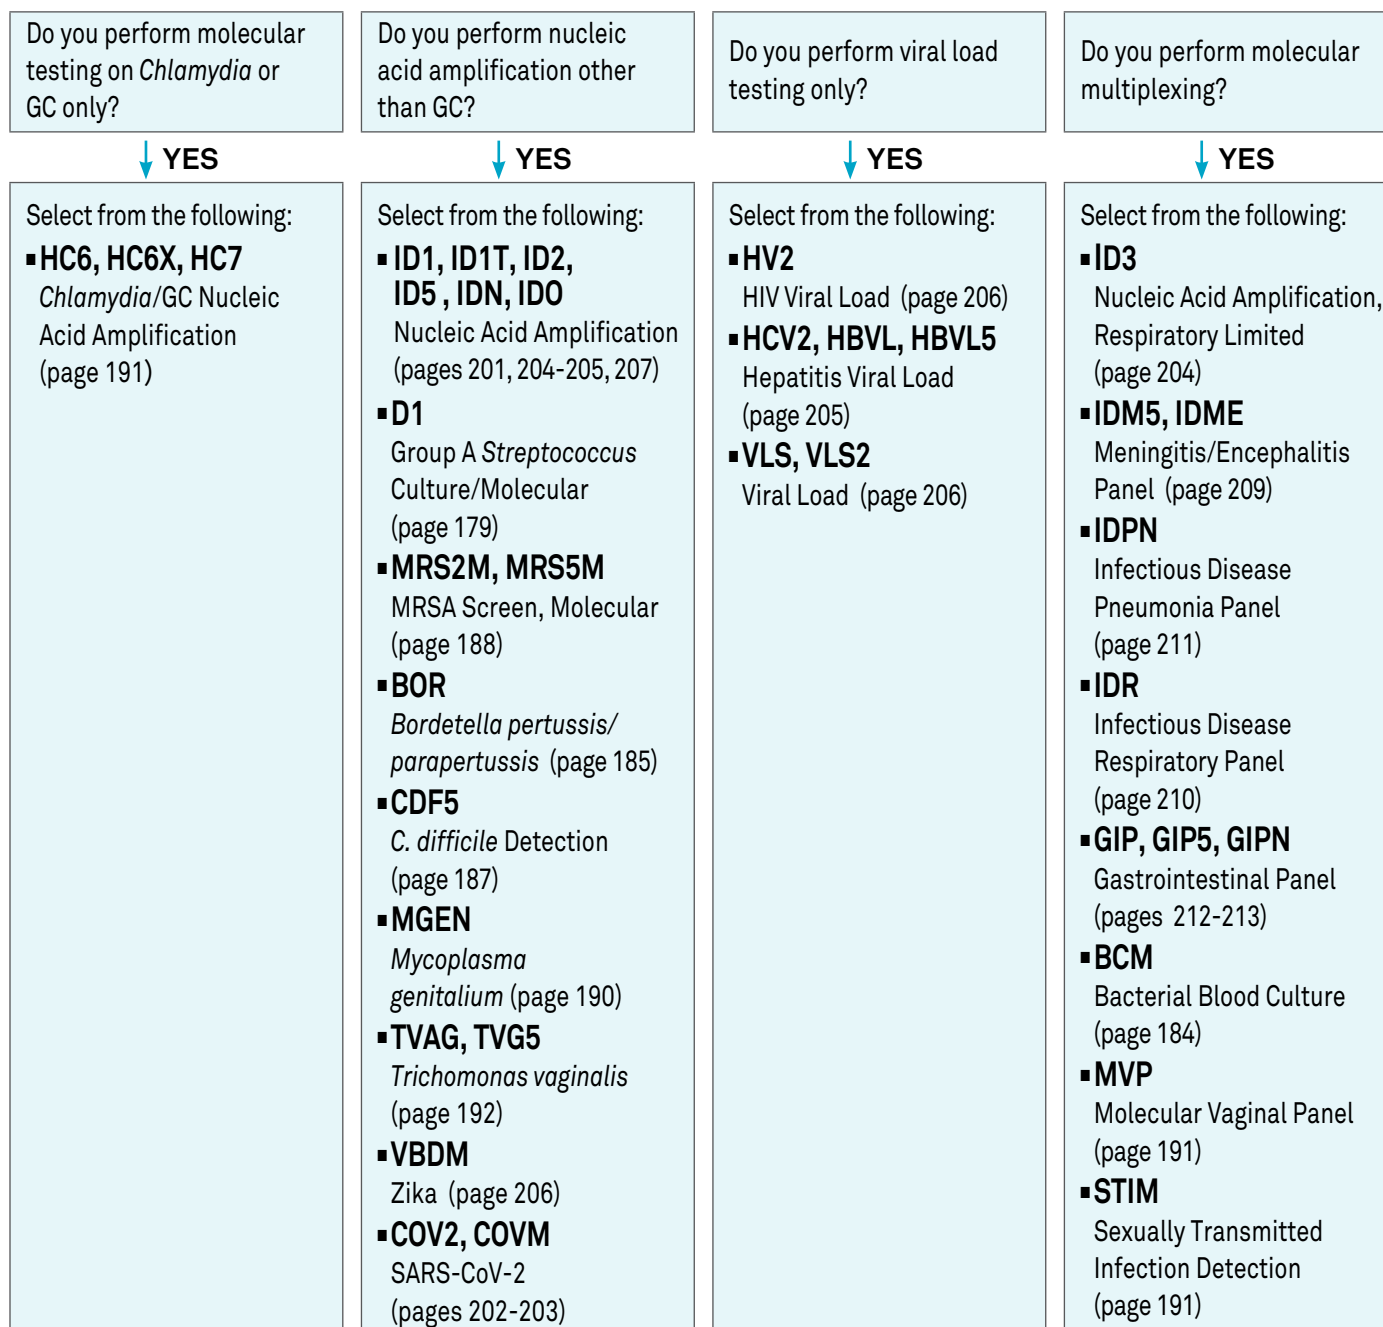 Do you perform molecular
testing on Chlamydia or
GC only?
YES
Select from the following:
▪HC6, HC6X, HC7
Chlamydia/GC Nucleic
Acid Amplification
(page 191)
Do you perform nucleic
acid amplification other
than GC?
YES
Select from the following:
▪ID1, ID1T, ID2,
ID5 , IDN, IDO
Nucleic Acid Amplification
(pages 201, 204-205, 207)
▪D1
Group A Streptococcus
Culture/Molecular
(page 179)
▪MRS2M, MRS5M
MRSA Screen, Molecular
(page 188)
▪BOR
Bordetella pertussis/
parapertussis (page 185)
▪CDF5
C. difficile Detection
(page 187)
▪MGEN
Mycoplasma
genitalium (page 190)
▪TVAG, TVG5
Trichomonas vaginalis
(page 192)
▪VBDM
Zika (page 206)
▪COV2, COVM
SARS-CoV-2
(pages 202-203)
Do you perform viral load
testing only?
YES
Select from the following:
▪HV2
HIV Viral Load (page 206)
▪HCV2, HBVL, HBVL5
Hepatitis Viral Load
(page 205)
▪VLS, VLS2
Viral Load (page 206)
Do you perform molecular
multiplexing?
YES
Select from the following:
▪ID3
Nucleic Acid Amplification,
Respiratory Limited
(page 204)
▪IDM5, IDME
Meningitis/Encephalitis
Panel (page 209)
▪IDPN
Infectious Disease
Pneumonia Panel
(page 211)
▪IDR
Infectious Disease
Respiratory Panel
(page 210)
▪GIP, GIP5, GIPN
Gastrointestinal Panel
(pages 212-213)
▪BCM
Bacterial Blood Culture
(page 184)
▪MVP
Molecular Vaginal Panel
(page 191)
▪STIM
Sexually Transmitted
Infection Detection
(page 191)